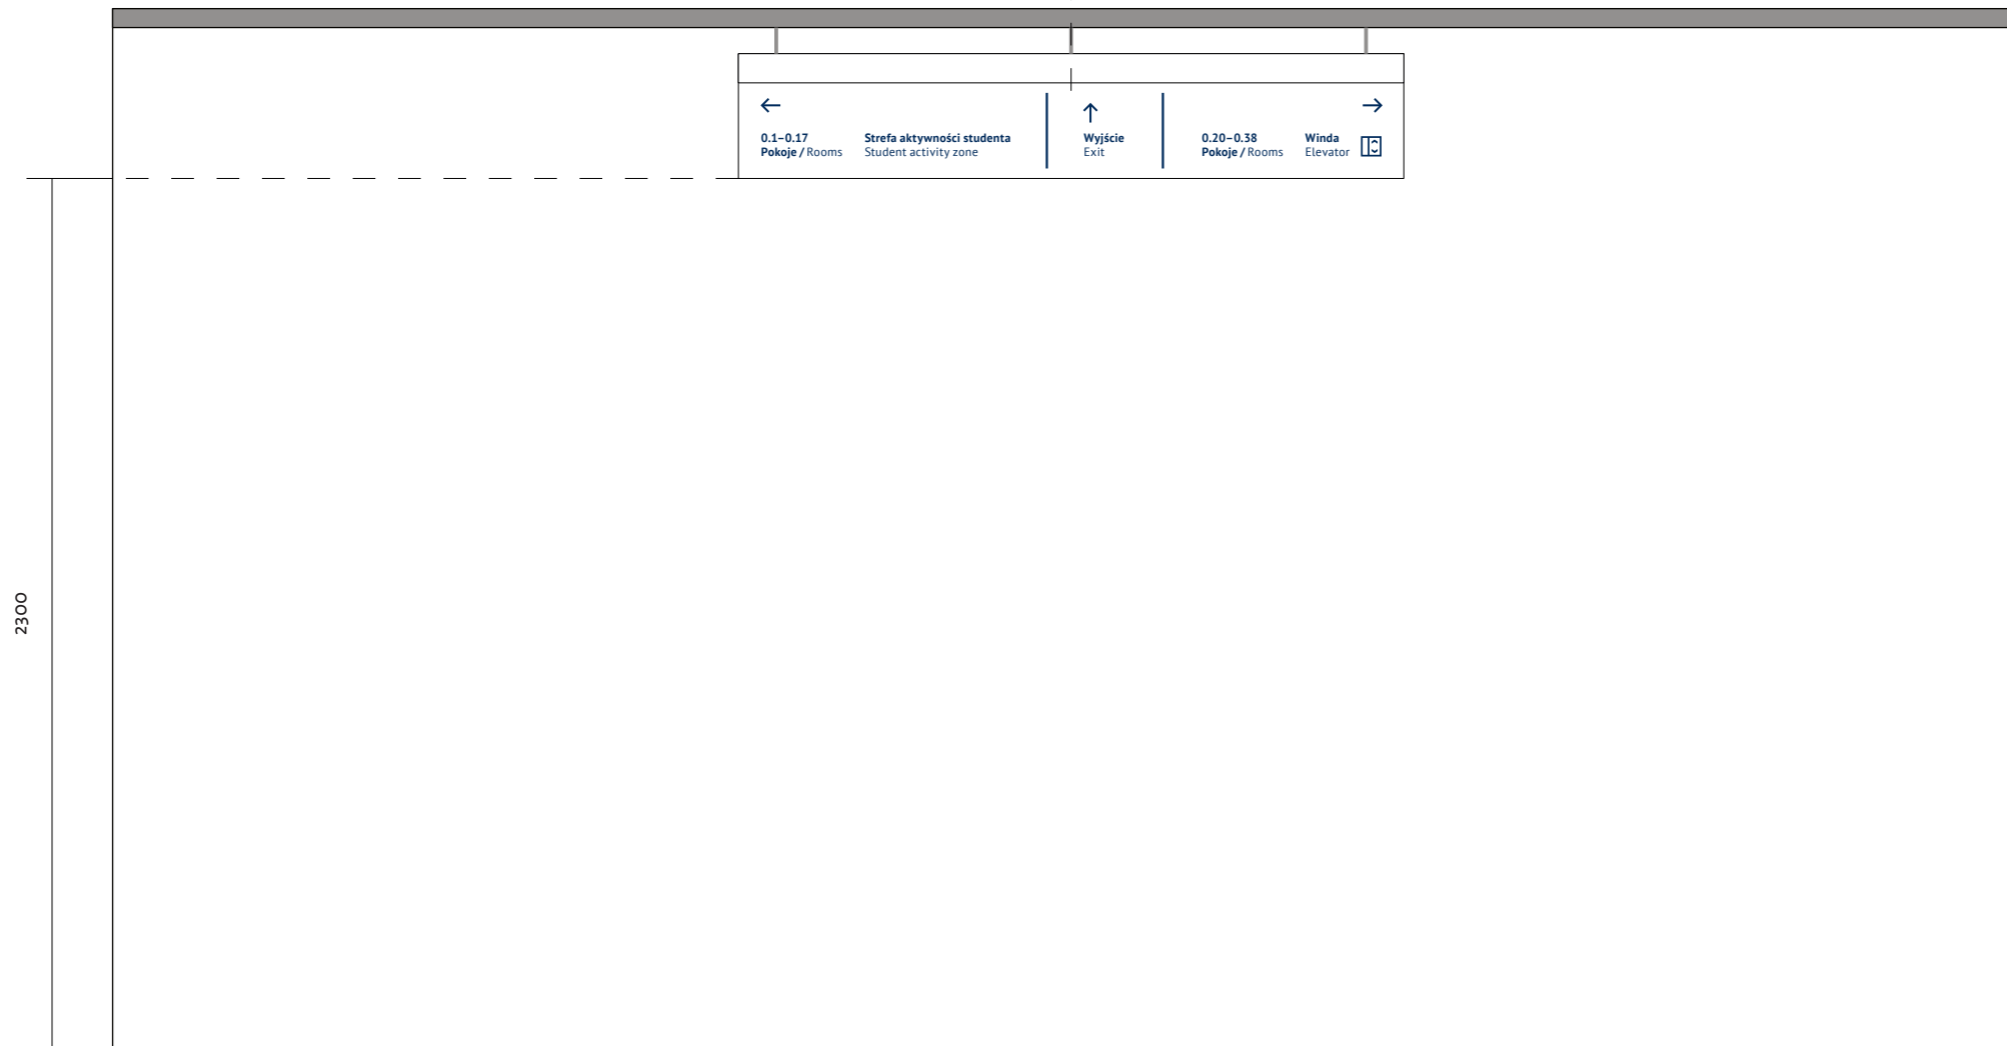 0.1–0.17
Pokoje / Rooms
Strefa aktywności studenta
Student activity zone
Wyjście
Exit
0.20–0.38
Pokoje / Rooms
Winda
Elevator
2300